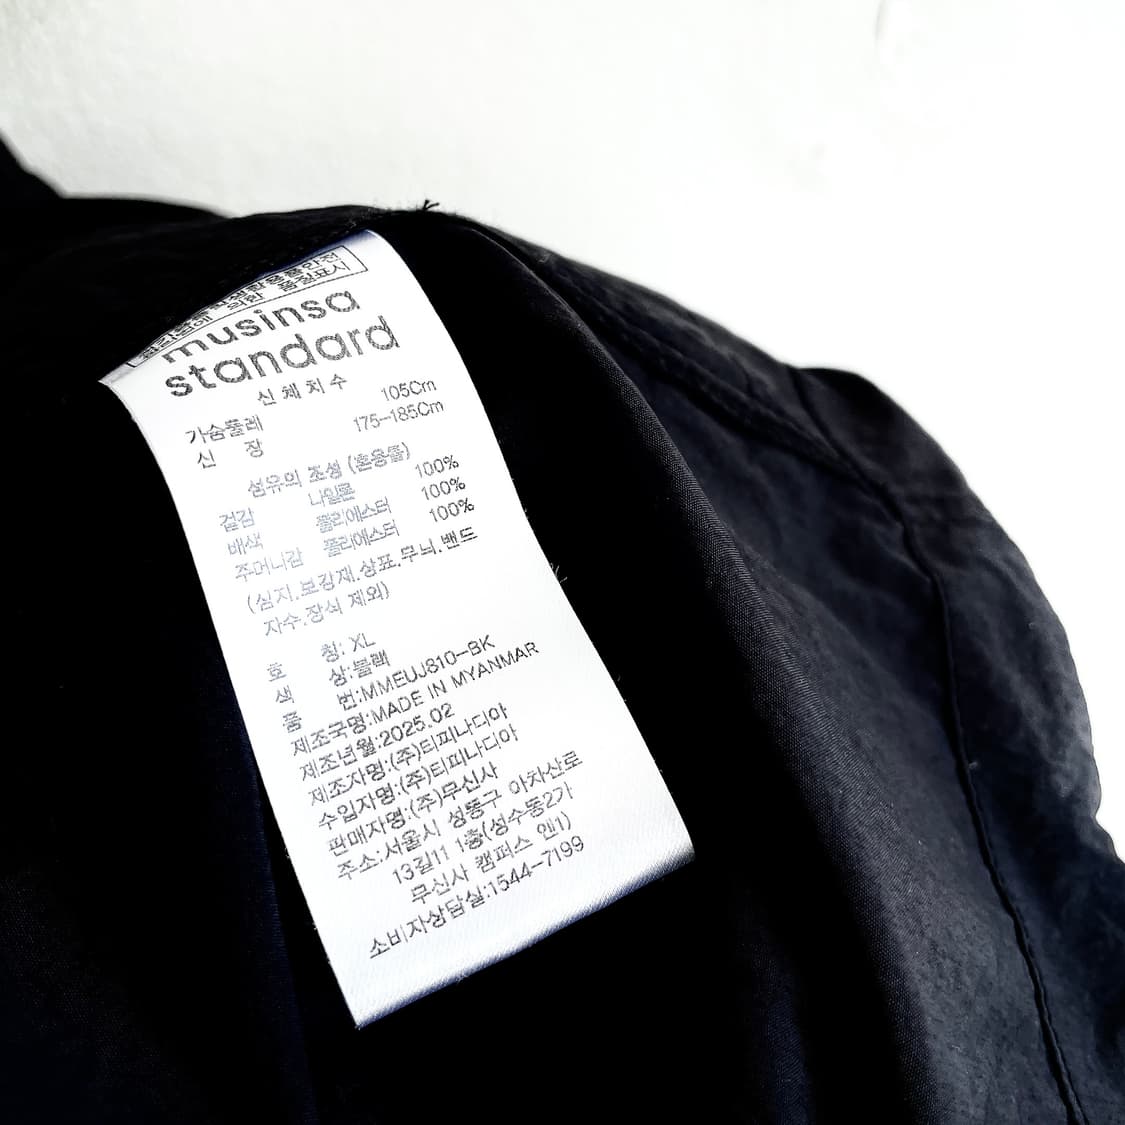 의한 품질표시
musinsa
standard
신체치수
가슴둘레 105Cm
신 장 175-185Cm
섬유의 조성 (혼용률)
겉감 나일론 100%
배색 폴리에스터 100%
주머니감 폴리에스터 100%
(심지.보강재.상표.무늬.밴드
자수.장식 제외)
호 칭: XL
색 상:블랙
품 번:MMEUJ810-BK
제조국명:MADE IN MYANMAR
제조년월:2025.02
제조자명:(주)티피나디아
수입자명:(주)티피나디아
판매자명:(주)무신사
주소:서울시 성동구 아차산로
13길11 1층(성수동2가
무신사 캠퍼스 엔1)
소비자상담실:1544-7199